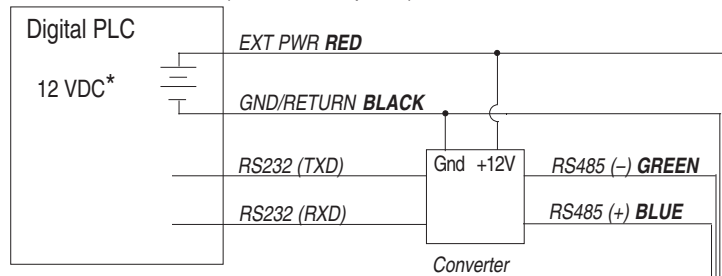 Digital PLC
EXT PWR RED
12 VDC*
GND/RETURN BLACK
Gnd +12V
RS232 (TXD)
RS485 (–) GREEN
RS232 (RXD)
RS485 (+) BLUE
Converter